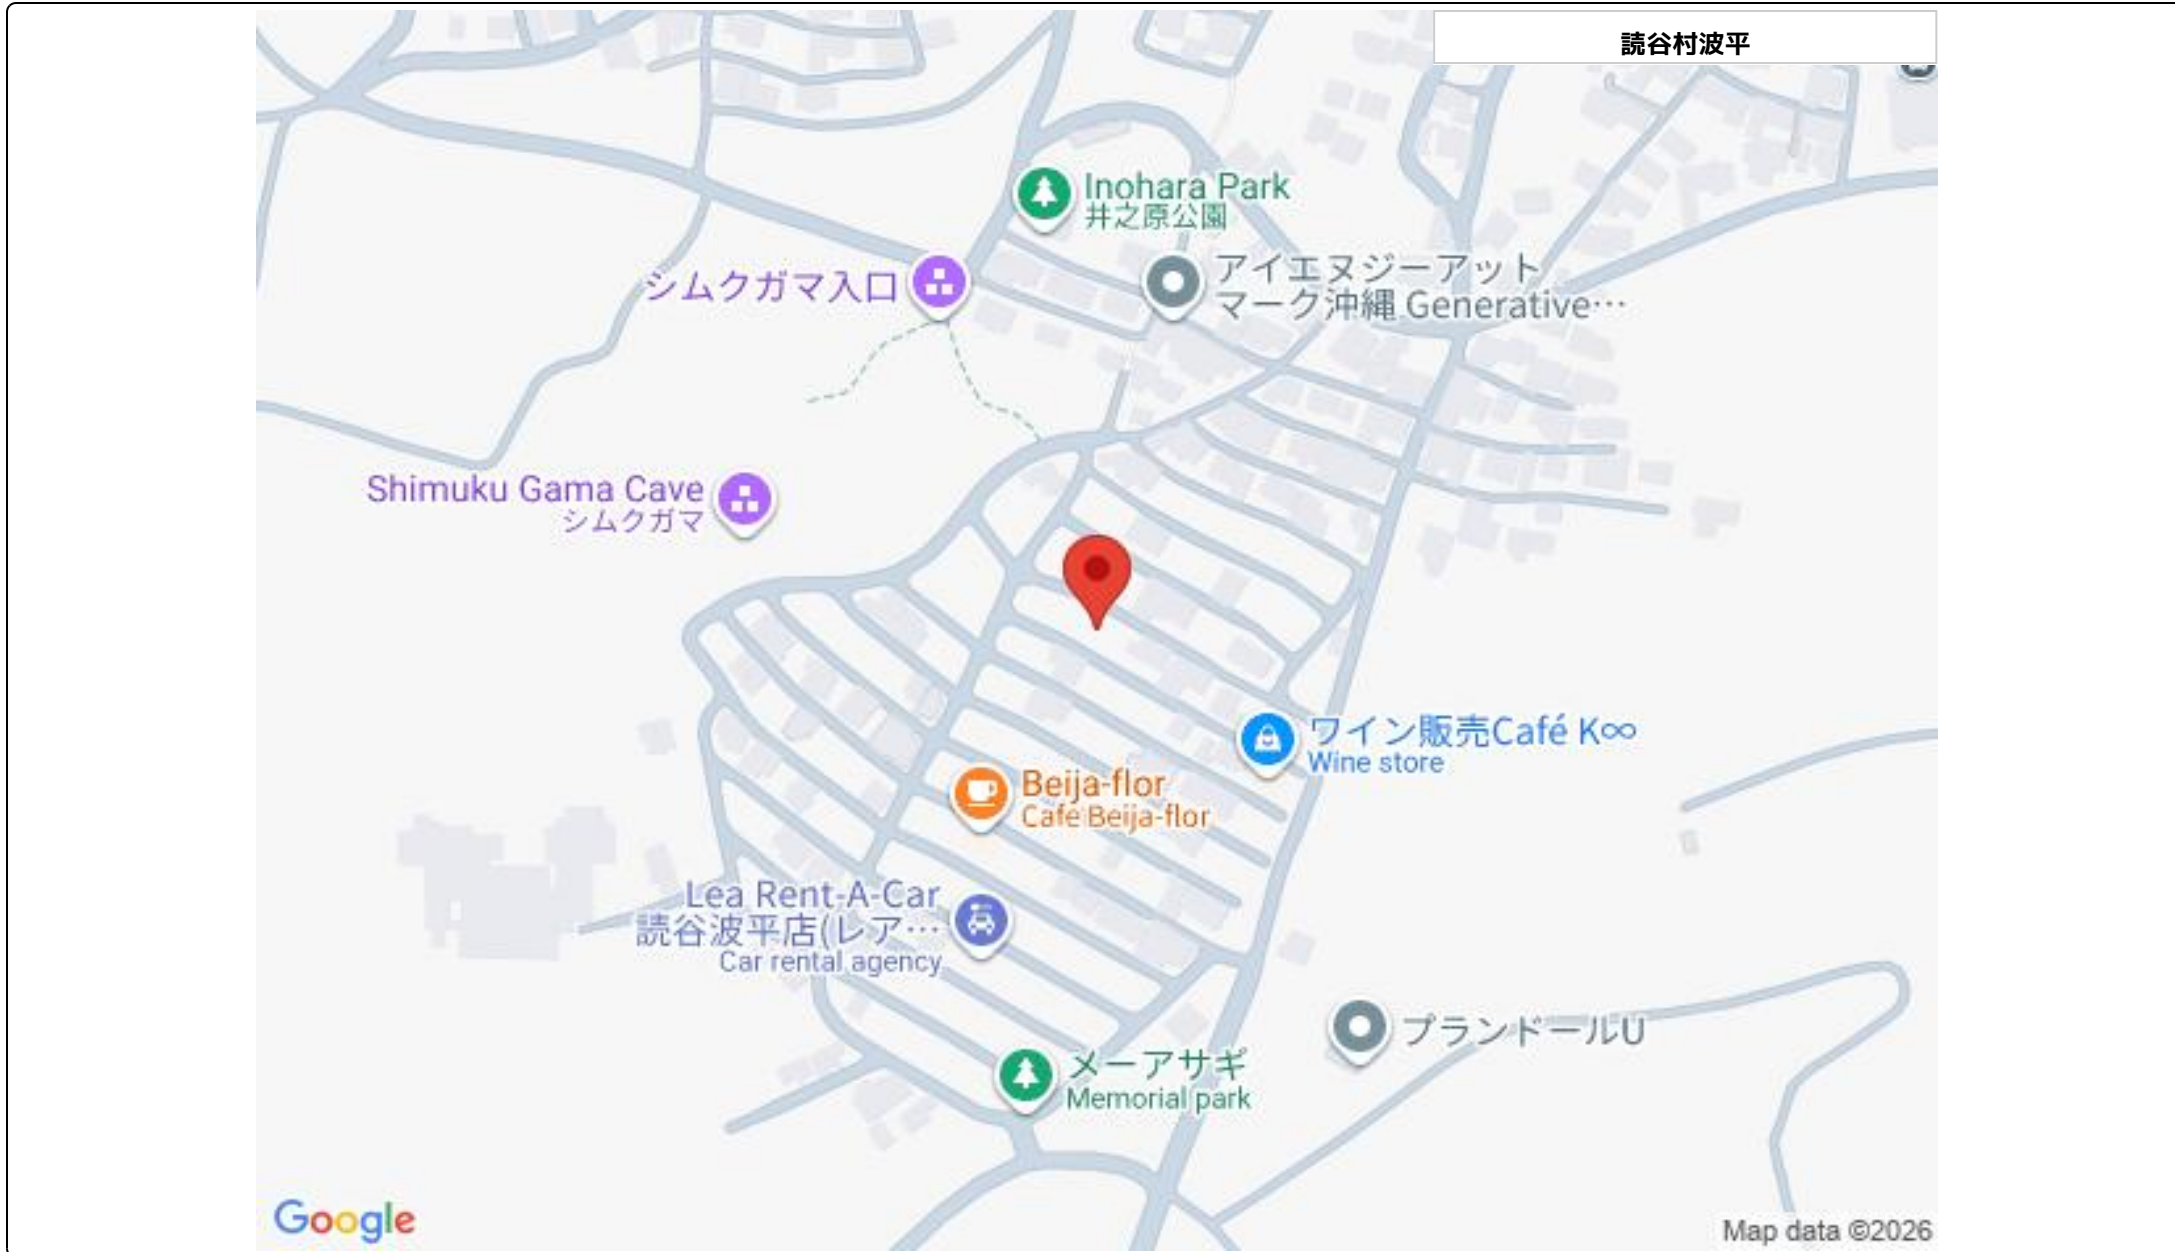 読谷村波平
Inohara Park
井之原公園
シムクガマ入口
アイエヌジーアット
マーク沖縄 Generative…
Shimuku Gama Cave
シムクガマ
ワイン販売Café K∞
Wine store
Beija-flor
Cafe Beija-flor
Lea Rent-A-Car
読谷波平店(レア…
Car rental agency
プランドールU
メーアサギ
Memorial park
Google
Map data ©2026